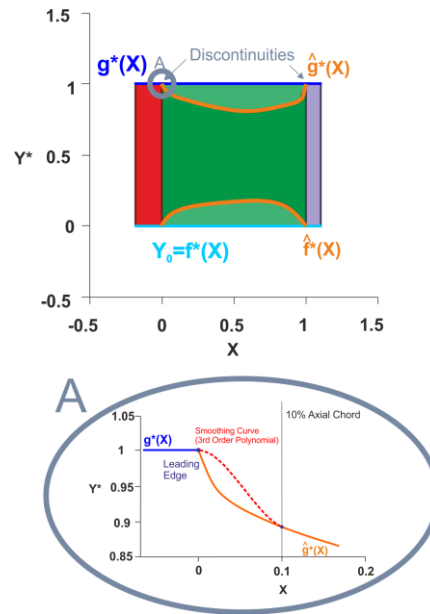 Discontinuities
g*(X) A ĝ*(X)
1.5
1
Y* 0.5
0
Y₀=f*(X) f̂*(X)
-0.5
-0.5 0 0.5 1 1.5
X
A
1.05
g*(X) Smoothing Curve
(3rd Order Polynomial)
10% Axial Chord
1
Leading
Edge
Y* 0.95
0.9
ĝ*(X)
0.85
0 0.1 0.2
X